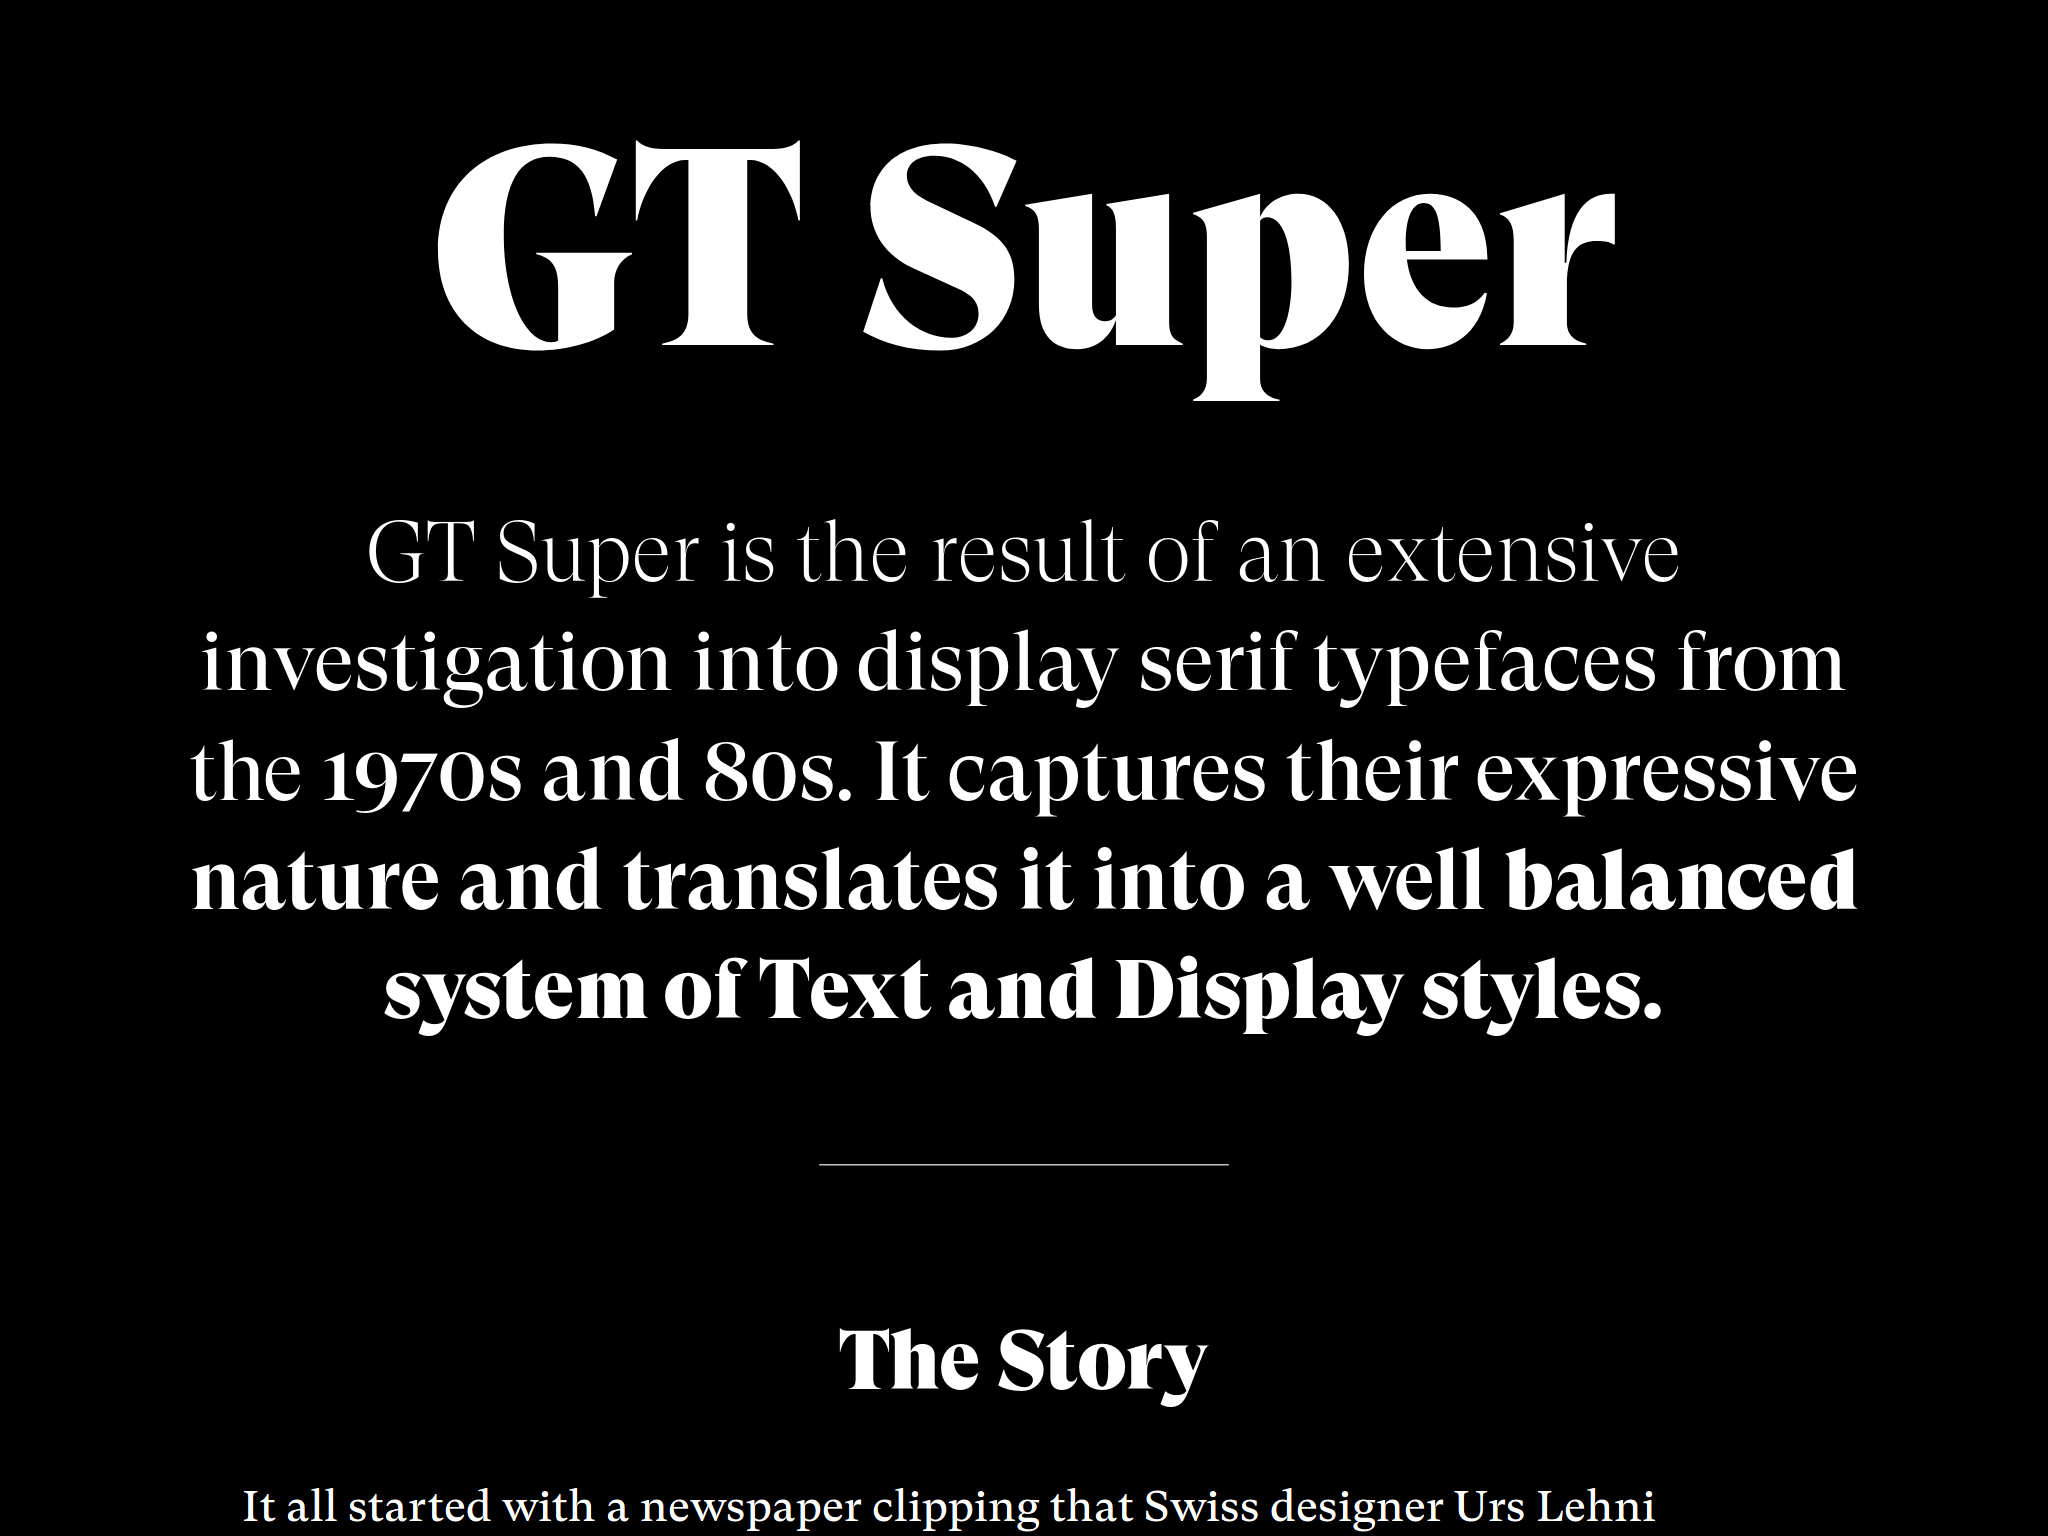 GT Super
GT Super is the result of an extensive
investigation into display serif typefaces from
the 1970s and 80s. It captures their expressive
nature and translates it into a well balanced
system of Text and Display styles.
The Story
It all started with a newspaper clipping that Swiss designer Urs Lehni